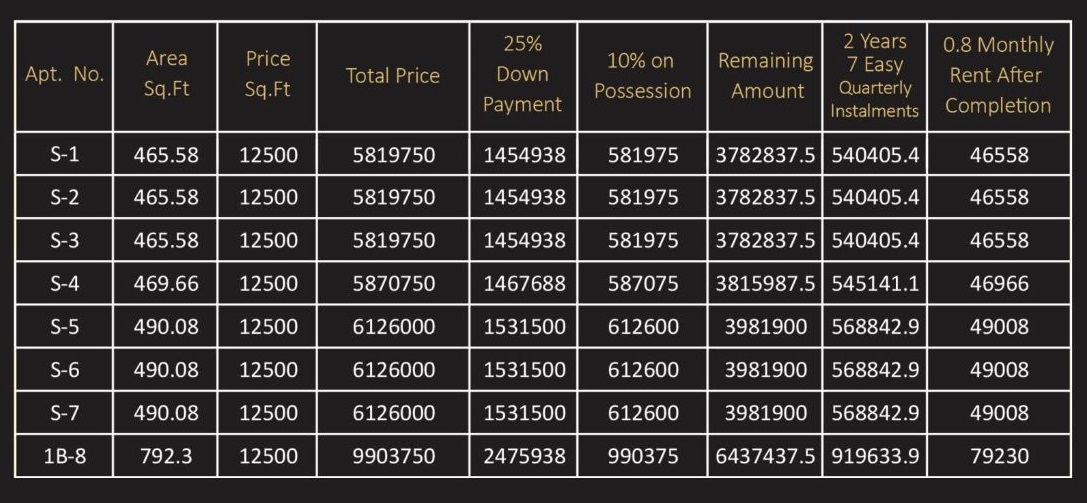 Apt. No. Area Sq.Ft Price Sq.Ft Total Price 25% Down Payment 10% on Possession Remaining Amount 2 Years 7 Easy Quarterly Instalments 0.8 Monthly Rent After Completion
S-1 465.58 12500 5819750 1454938 581975 3782837.5 540405.4 46558
S-2 465.58 12500 5819750 1454938 581975 3782837.5 540405.4 46558
S-3 465.58 12500 5819750 1454938 581975 3782837.5 540405.4 46558
S-4 469.66 12500 5870750 1467688 587075 3815987.5 545141.1 46966
S-5 490.08 12500 6126000 1531500 612600 3981900 568842.9 49008
S-6 490.08 12500 6126000 1531500 612600 3981900 568842.9 49008
S-7 490.08 12500 6126000 1531500 612600 3981900 568842.9 49008
1B-8 792.3 12500 9903750 2475938 990375 6437437.5 919633.9 79230